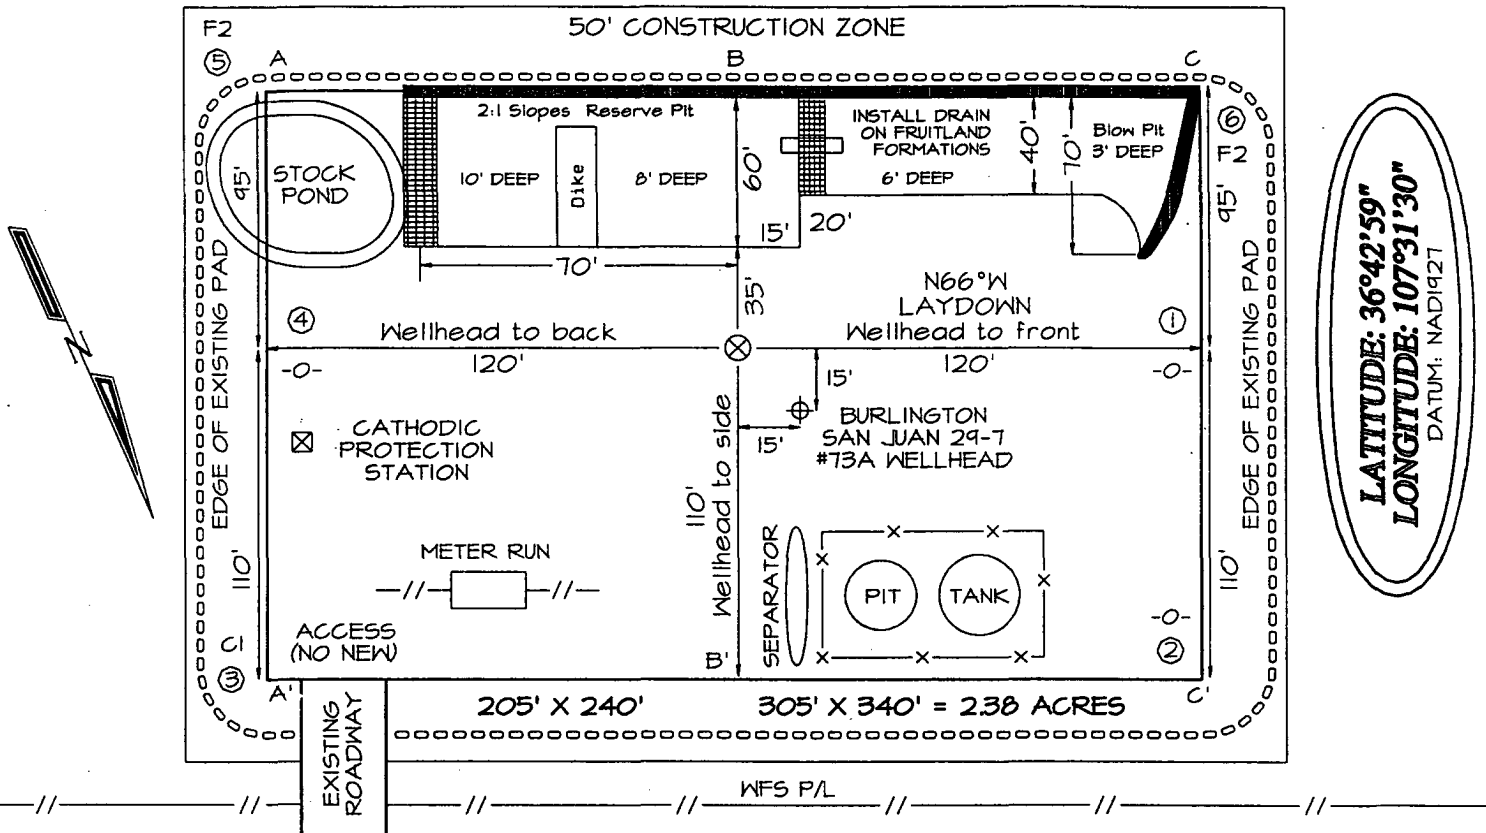 50' CONSTRUCTION ZONE
F2
5
A
B
C
2:1 Slopes Reserve Pit
INSTALL DRAIN
ON FRUITLAND
FORMATIONS
6' DEEP
40'
70'
Blow Pit
3' DEEP
6
F2
95'
STOCK
POND
95'
10' DEEP
Dike
8' DEEP
60'
15'
20'
70'
35'
N66°W
LAYDOWN
4
Wellhead to back
120'
Wellhead to front
120'
1
-O-
-O-
15'
15'
CATHODIC
PROTECTION
STATION
BURLINGTON
SAN JUAN 29-7
#73A WELLHEAD
EDGE OF EXISTING PAD
EDGE OF EXISTING PAD
N
110'
Wellhead to side
METER RUN
SEPARATOR
PIT
TANK
110'
110'
ACCESS
(NO NEW)
C1
3
A'
B'
-O-
2
C'
205' X 240'
305' X 340' = 2.38 ACRES
EXISTING
ROADWAY
WFS P/L
LATITUDE: 36°42'59"
LONGITUDE: 107°31'30"
DATUM: NAD1927